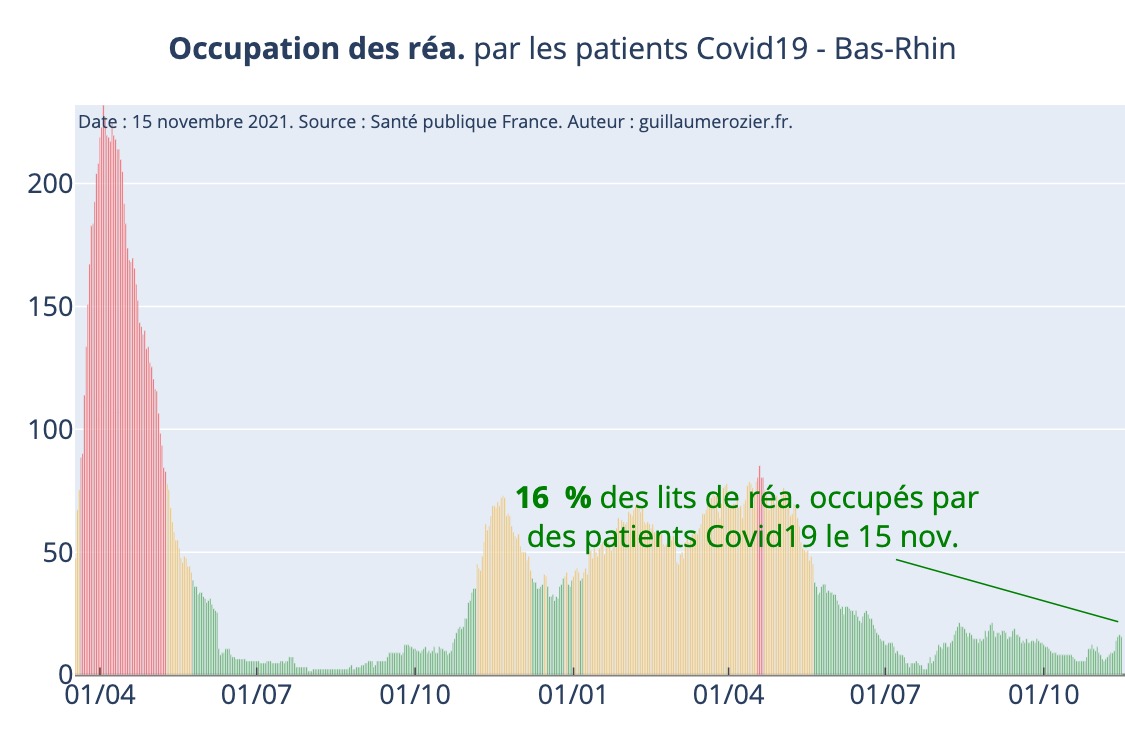 Occupation des réa. par les patients Covid19 - Bas-Rhin
Date : 15 novembre 2021. Source : Santé publique France. Auteur : guillaumerozier.fr.
200
150
100
16  % des lits de réa. occupés par
des patients Covid19 le 15 nov.
50
0
01/04 01/07 01/10 01/01 01/04 01/07 01/10